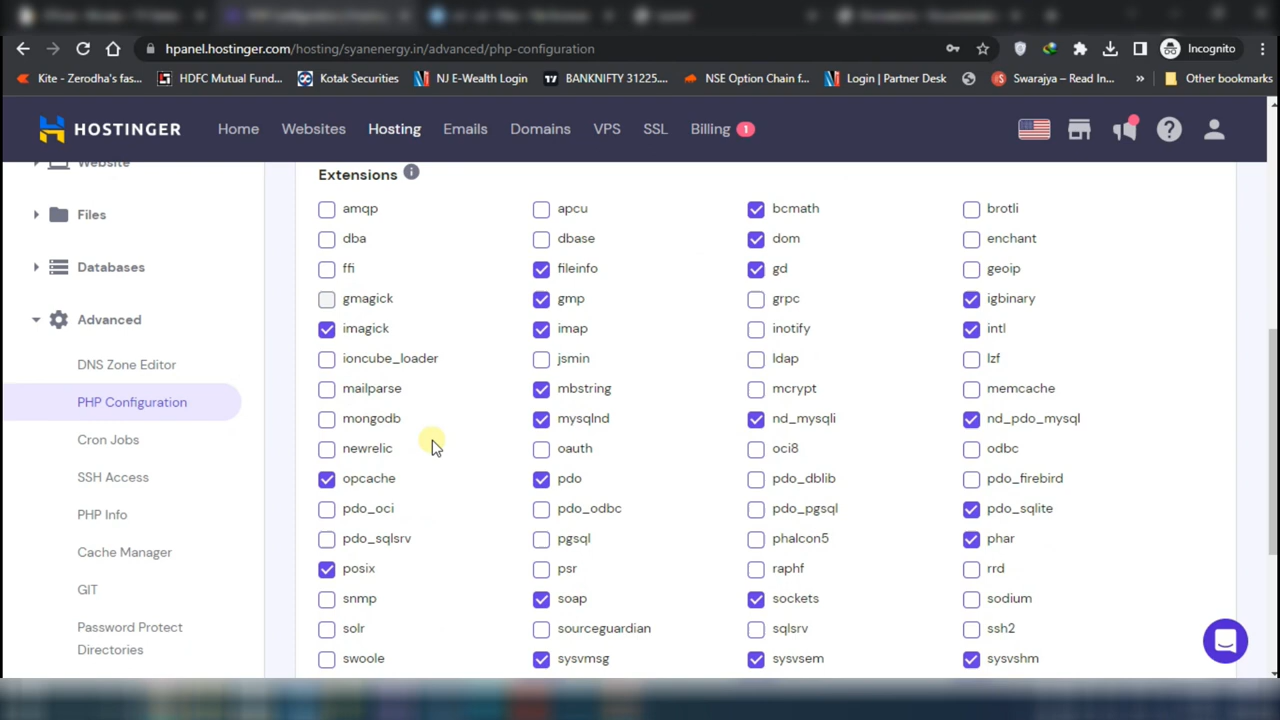 hpanel.hostinger.com/hosting/syanenergy.in/advanced/php-configuration
Incognito
Kite - Zerodha's fas...
HDFC Mutual Fund...
Kotak Securities
NJ E-Wealth Login
BANKNIFTY 31225....
NSE Option Chain f...
Login | Partner Desk
Swarajya – Read In...
»
Other bookmarks
HOSTINGER
Home
Websites
Hosting
Emails
Domains
VPS
SSL
Billing 1
Website
Files
Databases
Advanced
DNS Zone Editor
PHP Configuration
Cron Jobs
SSH Access
PHP Info
Cache Manager
GIT
Password Protect
Directories
Extensions
amqp apcu bcmath brotli
dba dbase dom enchant
ffi fileinfo gd geoip
gmagick gmp grpc igbinary
imagick imap inotify intl
ioncube_loader jsmin ldap lzf
mailparse mbstring mcrypt memcache
mongodb mysqlnd nd_mysqli nd_pdo_mysql
newrelic oauth oci8 odbc
opcache pdo pdo_dblib pdo_firebird
pdo_oci pdo_odbc pdo_pgsql pdo_sqlite
pdo_sqlsrv pgsql phalcon5 phar
posix psr raphf rrd
snmp soap sockets sodium
solr sourceguardian sqlsrv ssh2
swoole sysvmsg sysvsem sysvshm